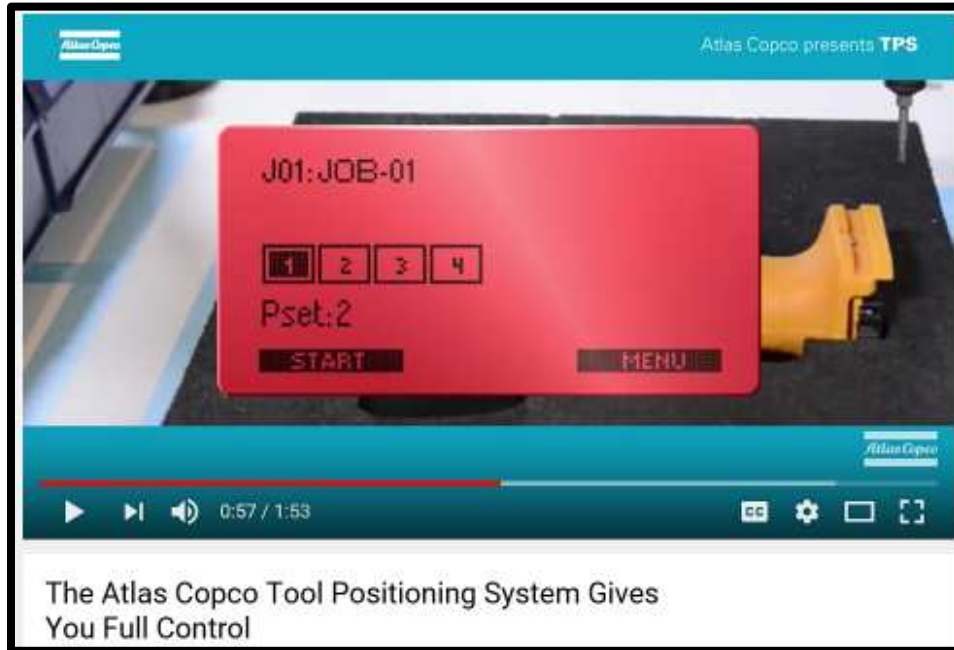 Atlas Copco
Atlas Copco presents TPS
J01:JOB-01
1 2 3 4
Pset:2
START MENU
Atlas Copco
0:57 / 1:53
CC
The Atlas Copco Tool Positioning System Gives
You Full Control